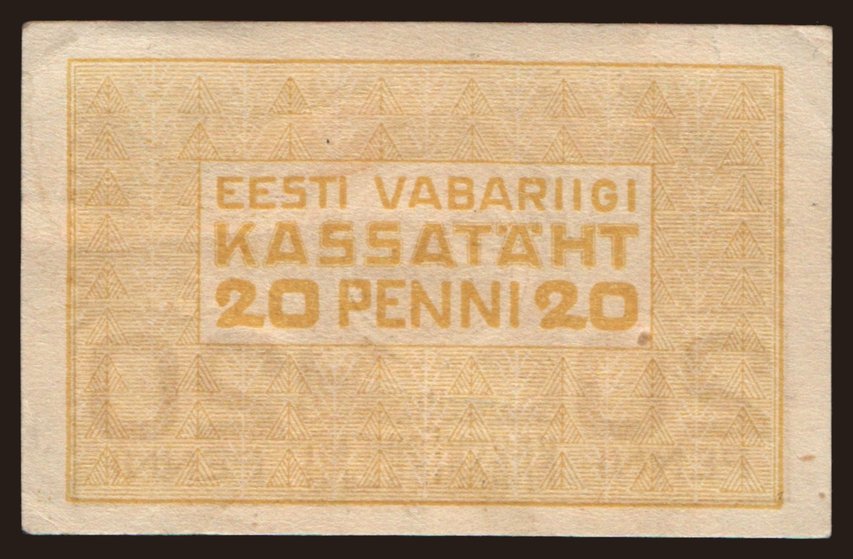 EESTI VABARIIGI
KASSATÄHT
20 PENNI 20